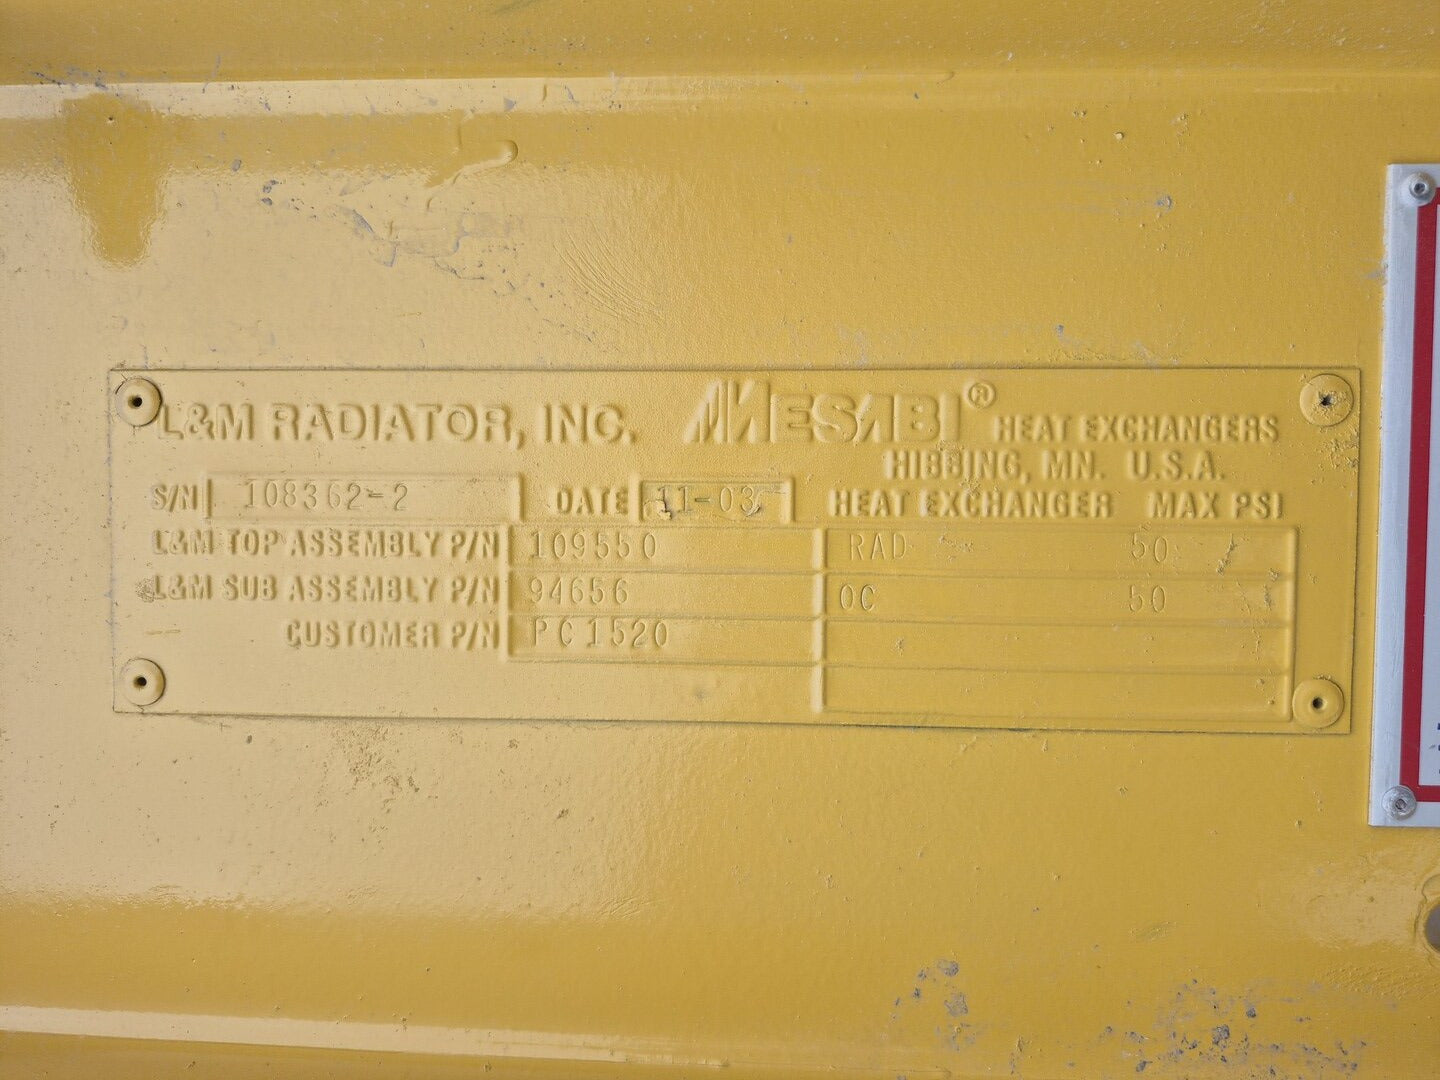 L&M RADIATOR, INC. MESABI® HEAT EXCHANGERS
HIBBING, MN. U.S.A.
S/N 108362-2 DATE 11-03 HEAT EXCHANGER MAX PSI
L&M TOP ASSEMBLY P/N 109550 RAD 50
L&M SUB ASSEMBLY P/N 94656 OC 50
CUSTOMER P/N PC1520